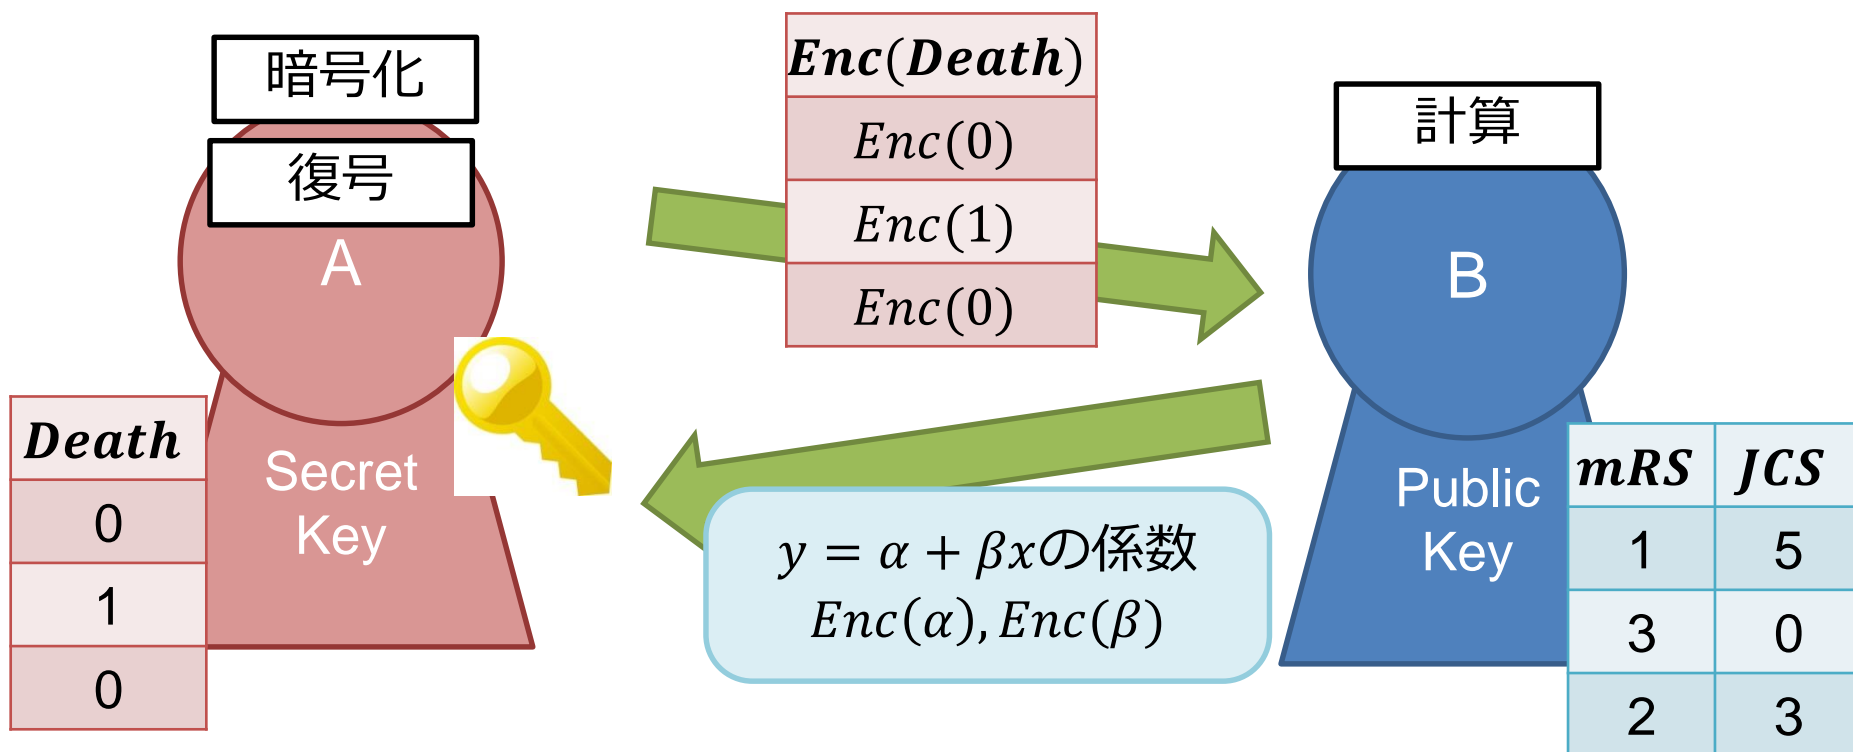 暗号化
復号
A
Secret
Key
Death
0
1
0
Enc(Death)
Enc(0)
Enc(1)
Enc(0)
y = α + βxの係数
Enc(α), Enc(β)
計算
B
Public
Key
mRS JCS
1 5
3 0
2 3